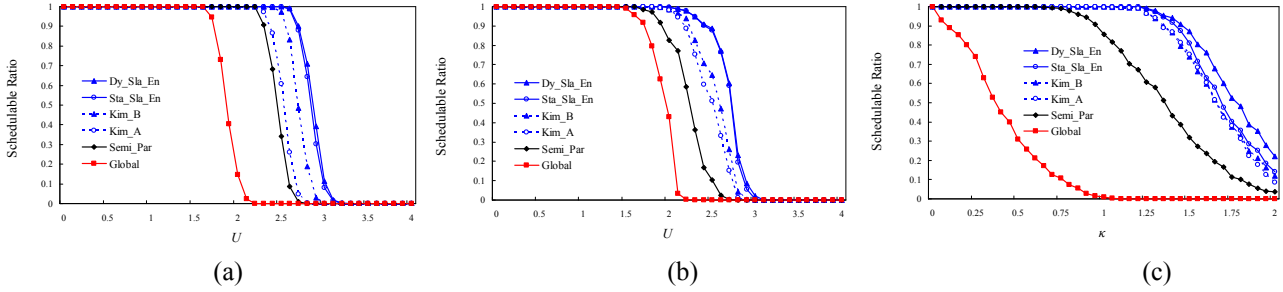 Schedulable Ratio
1
0.9
0.8
0.7
0.6
0.5
0.4
0.3
0.2
0.1
0
Dy_Sla_En
Sta_Sla_En
Kim_B
Kim_A
Semi_Par
Global
0 0.5 1 1.5 2 2.5 3 3.5 4
U
(a)
Schedulable Ratio
1
0.9
0.8
0.7
0.6
0.5
0.4
0.3
0.2
0.1
0
Dy_Sla_En
Sta_Sla_En
Kim_B
Kim_A
Semi_Par
Global
0 0.5 1 1.5 2 2.5 3 3.5 4
U
(b)
Schedulable Ratio
1
0.9
0.8
0.7
0.6
0.5
0.4
0.3
0.2
0.1
0
Dy_Sla_En
Sta_Sla_En
Kim_B
Kim_A
Semi_Par
Global
0 0.25 0.5 0.75 1 1.25 1.5 1.75 2
κ
(c)